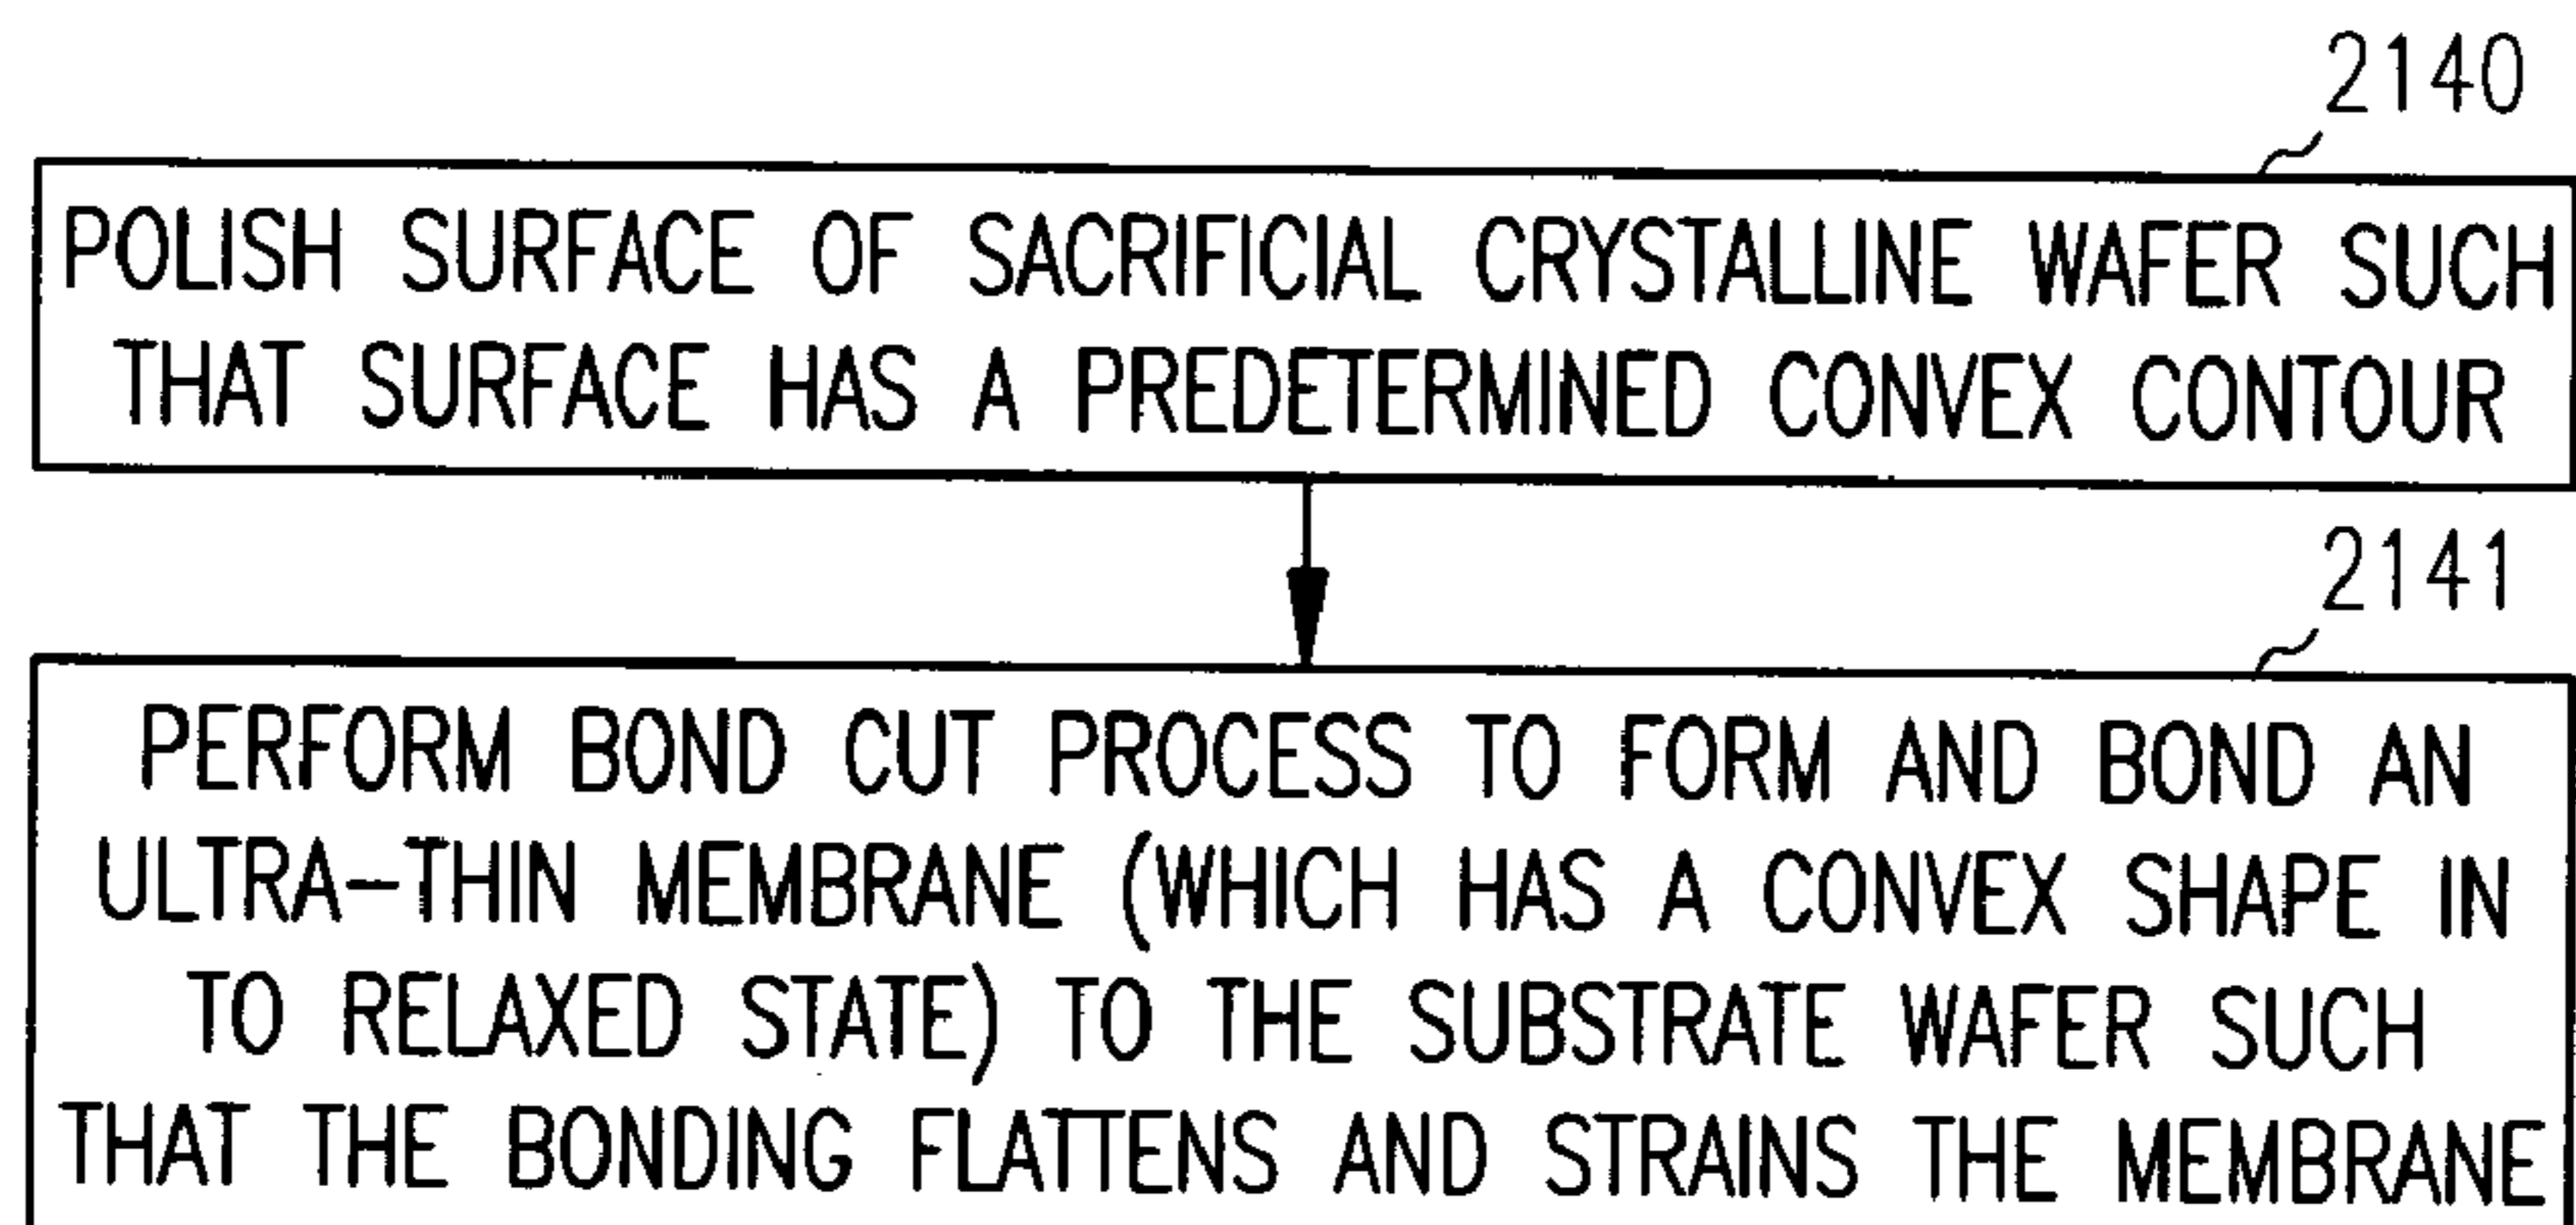 2140
POLISH SURFACE OF SACRIFICIAL CRYSTALLINE WAFER SUCH
THAT SURFACE HAS A PREDETERMINED CONVEX CONTOUR
2141
PERFORM BOND CUT PROCESS TO FORM AND BOND AN
ULTRA-THIN MEMBRANE (WHICH HAS A CONVEX SHAPE IN
TO RELAXED STATE) TO THE SUBSTRATE WAFER SUCH
THAT THE BONDING FLATTENS AND STRAINS THE MEMBRANE